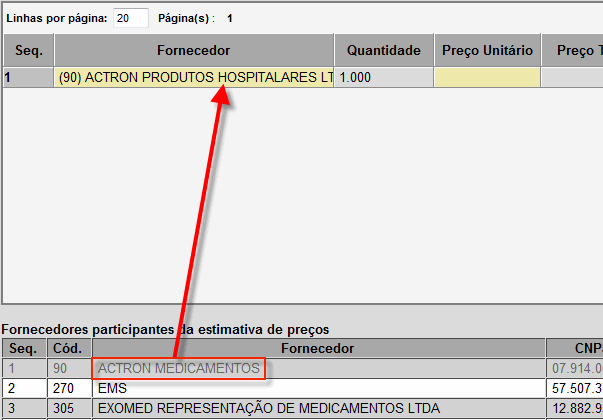 Linhas por página: 20 Página(s) : 1
Seq. Fornecedor Quantidade Preço Unitário Preço T
1 (90) ACTRON PRODUTOS HOSPITALARES LT 1.000
Fornecedores participantes da estimativa de preços
Seq. Cód. Fornecedor CNP
1 90 ACTRON MEDICAMENTOS 07.914.0
2 270 EMS 57.507.3
3 305 EXOMED REPRESENTAÇÃO DE MEDICAMENTOS LTDA 12.882.9